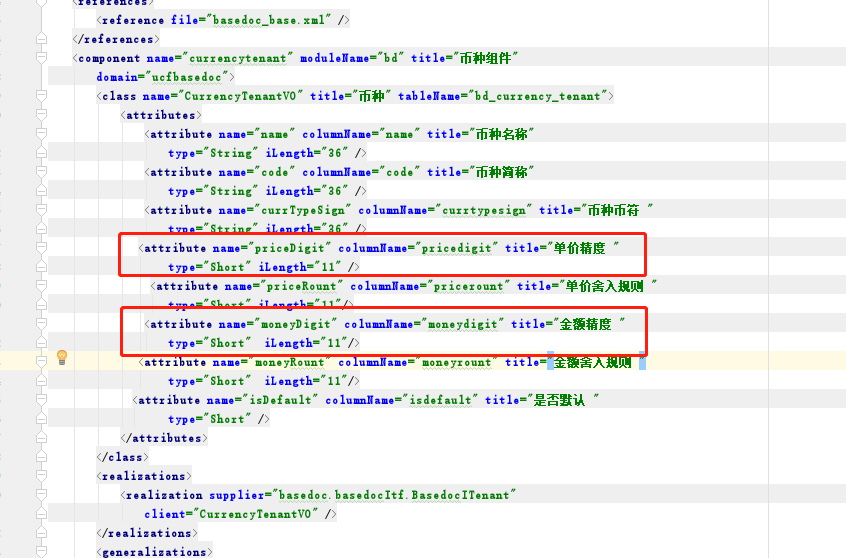 <references>
<reference file="basedoc_base.xml" />
</references>
<component name="currencytenant" moduleName="bd" title="币种组件"
domain="ucfbasedoc">
<class name="CurrencyTenantVO" title="币种" tableName="bd_currency_tenant">
<attributes>
<attribute name="name" columnName="name" title="币种名称"
type="String" iLength="36" />
<attribute name="code" columnName="code" title="币种简称"
type="String" iLength="36" />
<attribute name="currTypeSign" columnName="currtypesign" title="币种币符 "
type="String" iLength="36" />
<attribute name="priceDigit" columnName="pricedigit" title="单价精度 "
type="Short" iLength="11" />
<attribute name="priceRount" columnName="pricerount" title="单价舍入规则 "
type="Short" iLength="11"/>
<attribute name="moneyDigit" columnName="moneydigit" title="金额精度 "
type="Short"  iLength="11"/>
<attribute name="moneyRount" columnName="moneyrount" title="金额舍入规则 "
type="Short"  iLength="11"/>
<attribute name="isDefault" columnName="isdefault" title="是否默认 "
type="Short" />
</attributes>
</class>
<realizations>
<realization supplier="basedoc.basedocItf.BasedocITenant"
client="CurrencyTenantVO" />
</realizations>
<generalizations>